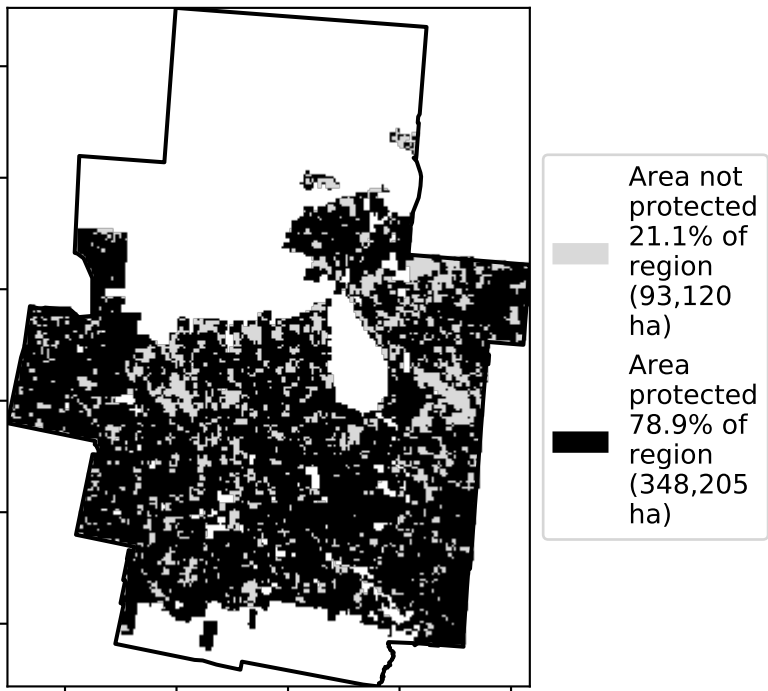 Area not
protected
21.1% of
region
(93,120
ha)
Area
protected
78.9% of
region
(348,205
ha)